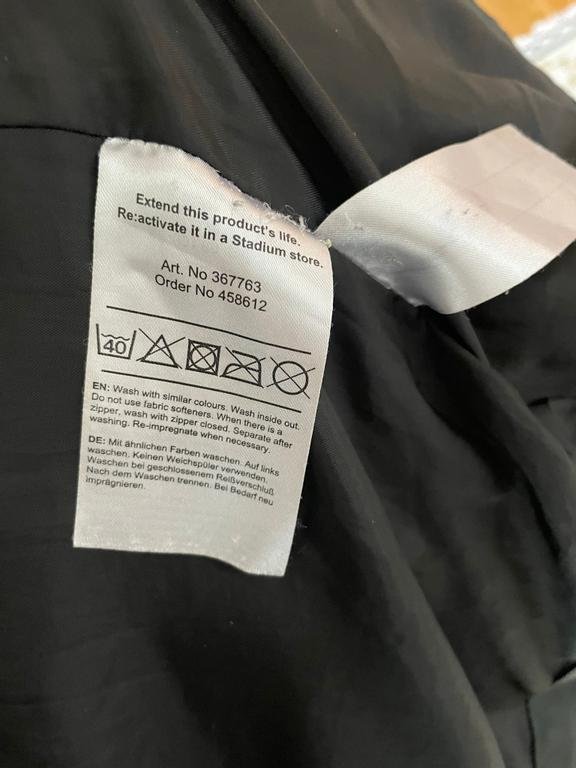 Extend this product's life.
Re:activate it in a Stadium store.
Art. No 367763
Order No 458612
40
EN: Wash with similar colours. Wash inside out.
Do not use fabric softeners. When there is a
zipper, wash with zipper closed. Separate after
washing. Re-impregnate when necessary.
DE: Mit ähnlichen Farben waschen. Auf links
waschen. Keinen Weichspüler verwenden.
Waschen bei geschlossenem Reißverschluß.
Nach dem Waschen trennen. Bei Bedarf neu
imprägnieren.